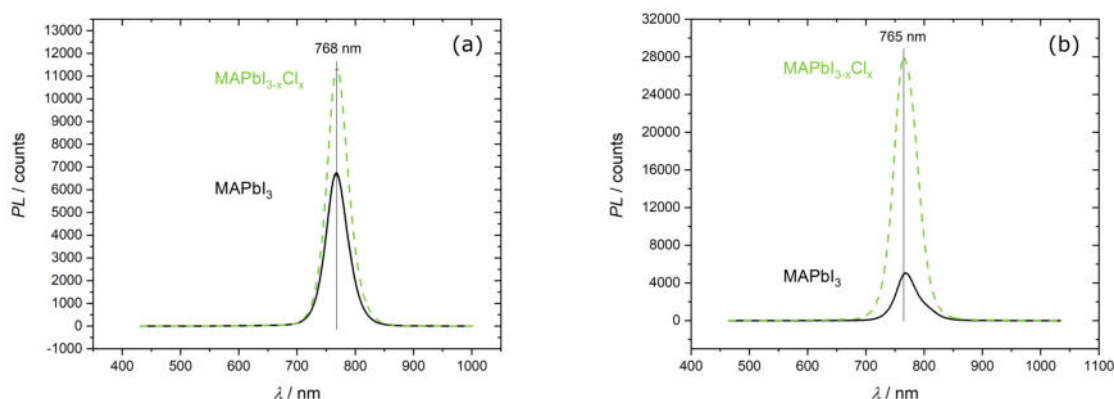 13000
12000
11000
10000
9000
8000
7000
6000
5000
4000
3000
2000
1000
0
-1000
PL / counts
768 nm
(a)
MAPbI3-xClx
MAPbI3
400 500 600 700 800 900 1000
λ / nm
32000
28000
24000
20000
16000
12000
8000
4000
0
PL / counts
765 nm
(b)
MAPbI3-xClx
MAPbI3
400 500 600 700 800 900 1000 1100
λ / nm